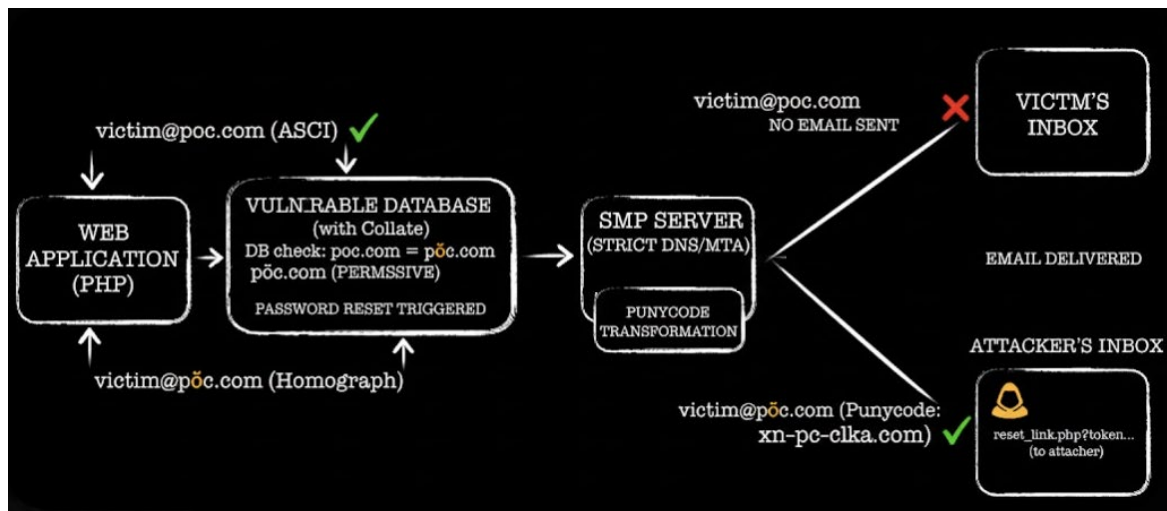 victim@poc.com (ASCI)
WEB
APPLICATION
(PHP)
VULN.RABLE DATABASE
(with Collate)
DB check: poc.com = pŏc.com
pŏc.com (PERMSSIVE)
PASSWORD RESET TRIGGERED
victim@pŏc.com (Homograph)
SMP SERVER
(STRICT DNS/MTA)
PUNYCODE
TRANSFORMATION
victim@poc.com
NO EMAIL SENT
VICTM'S
INBOX
EMAIL DELIVERED
ATTACKER'S INBOX
victim@pŏc.com (Punycode:
xn-pc-clka.com)
reset_link.php?token...
(to attacher)